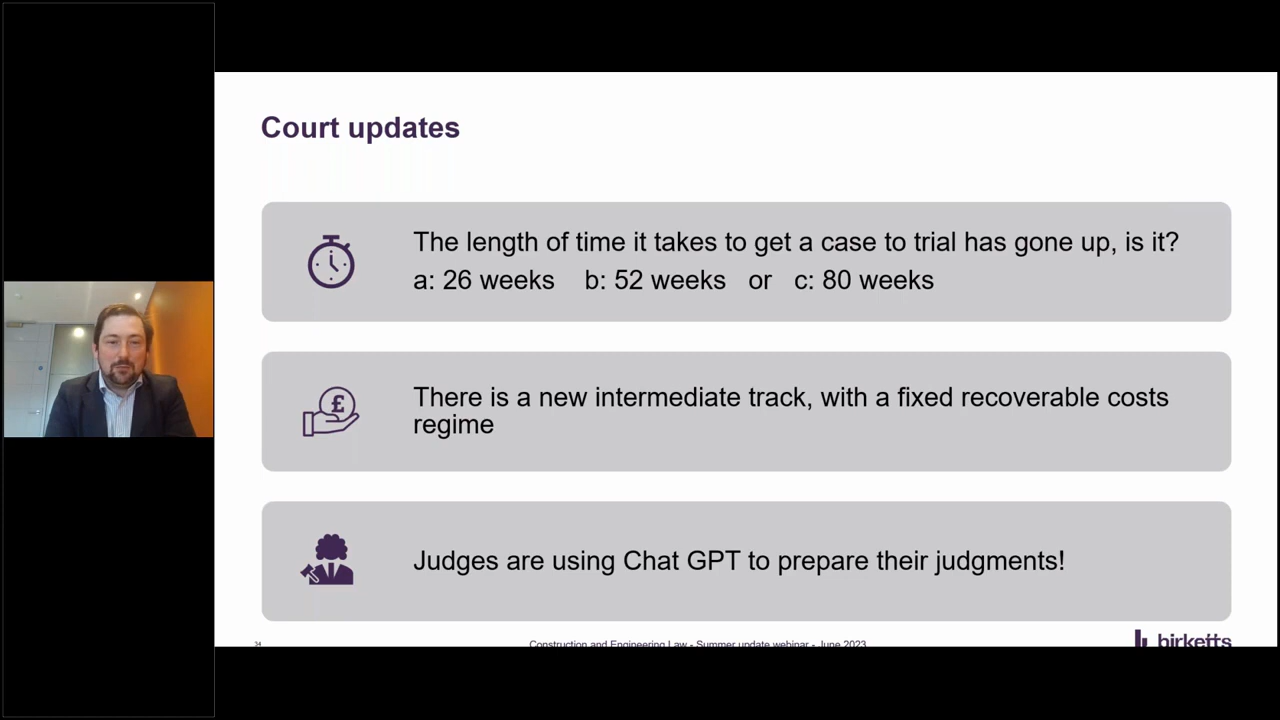 Court updates
The length of time it takes to get a case to trial has gone up, is it?
a: 26 weeks b: 52 weeks or c: 80 weeks
£
There is a new intermediate track, with a fixed recoverable costs
regime
Judges are using Chat GPT to prepare their judgments!
34
Construction and Engineering Law - Summer update webinar - June 2023
birketts